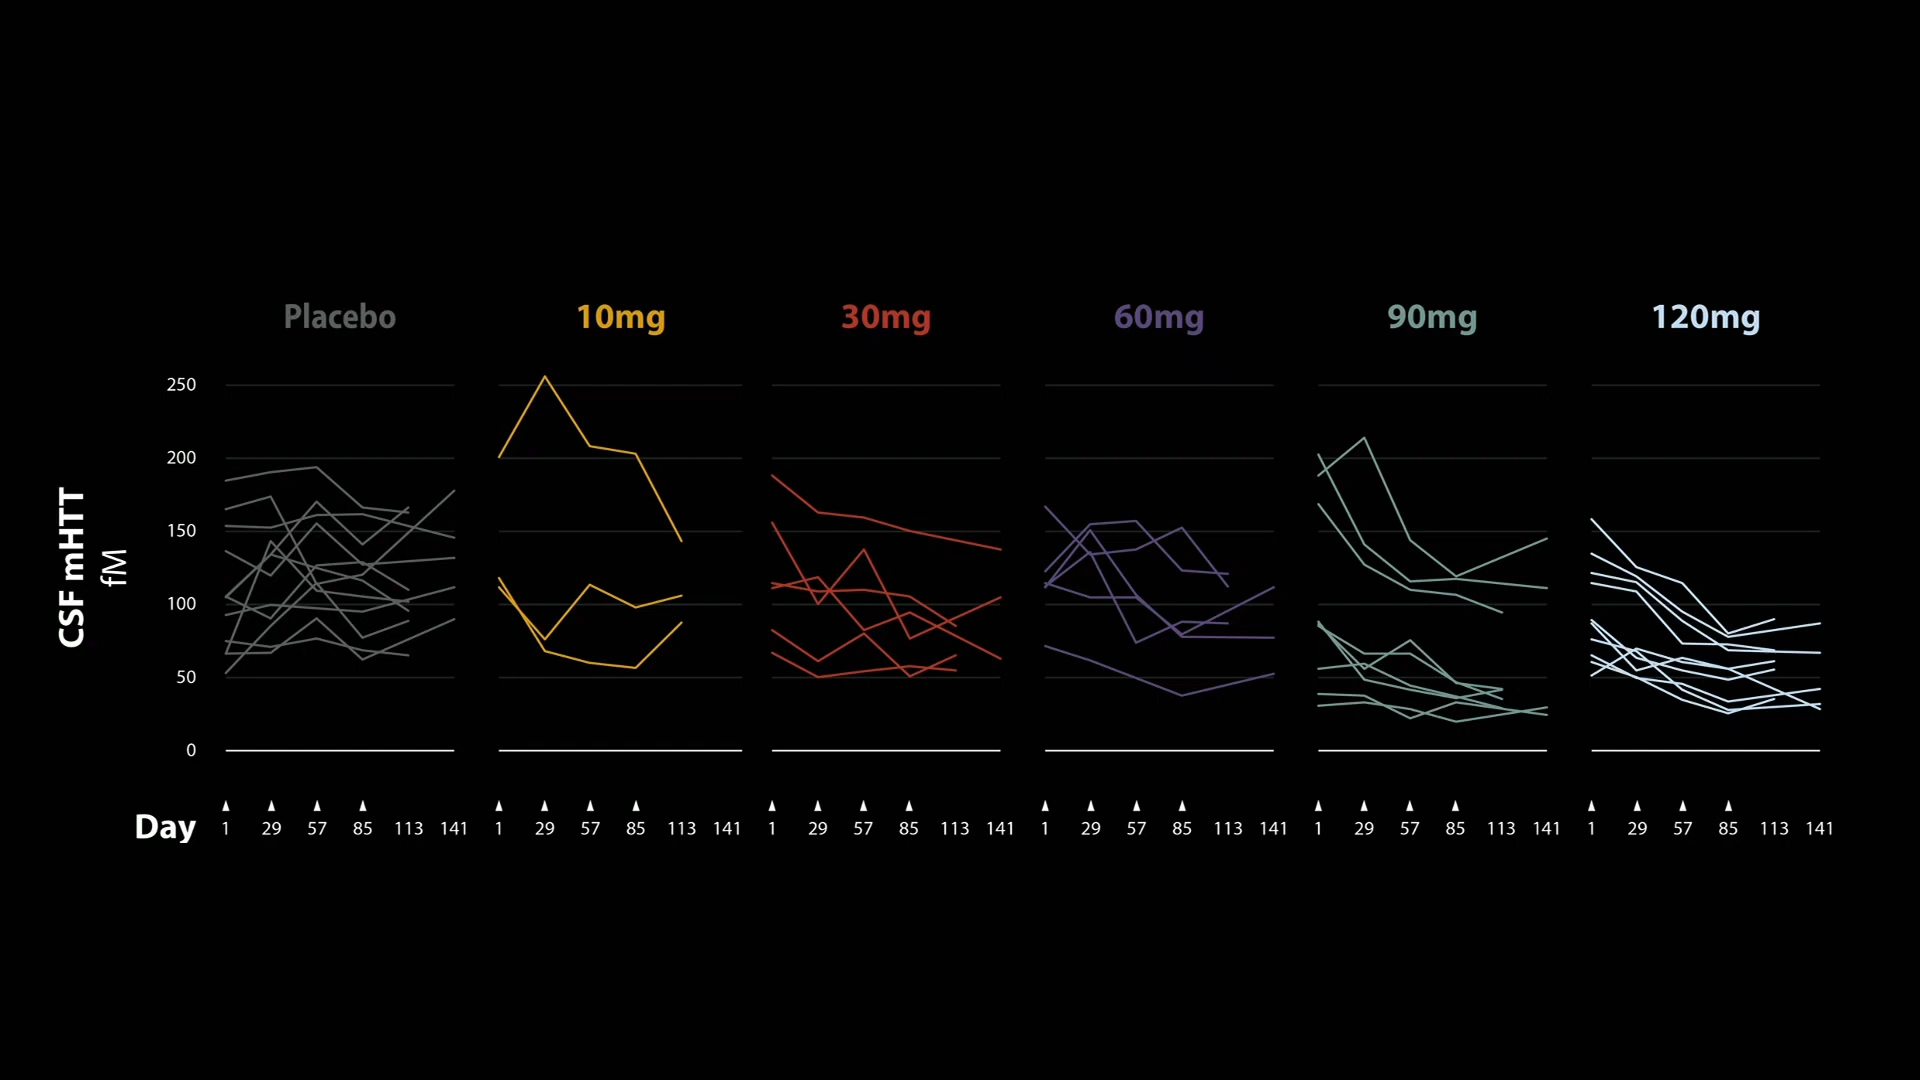 Placebo 10mg 30mg 60mg 90mg 120mg
CSF mHTT
fM
250
200
150
100
50
0
Day 1 29 57 85 113 141 1 29 57 85 113 141 1 29 57 85 113 141 1 29 57 85 113 141 1 29 57 85 113 141 1 29 57 85 113 141